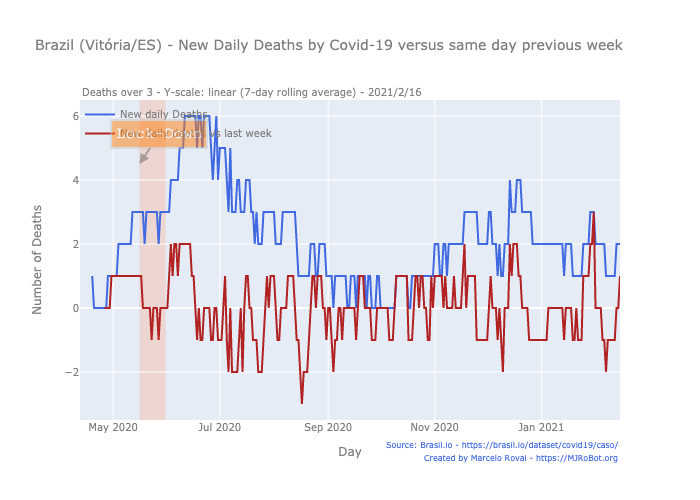 Brazil (Vitória/ES) - New Daily Deaths by Covid-19 versus same day previous week
Deaths over 3 - Y-scale: linear (7-day rolling average) - 2021/2/16
New daily Deaths
vs last week
Lock-Down
6
4
2
0
−2
Number of Deaths
May 2020
Jul 2020
Sep 2020
Nov 2020
Jan 2021
Day
Source: Brasil.io - https://brasil.io/dataset/covid19/caso/
Created by Marcelo Rovai - https://MJRoBot.org